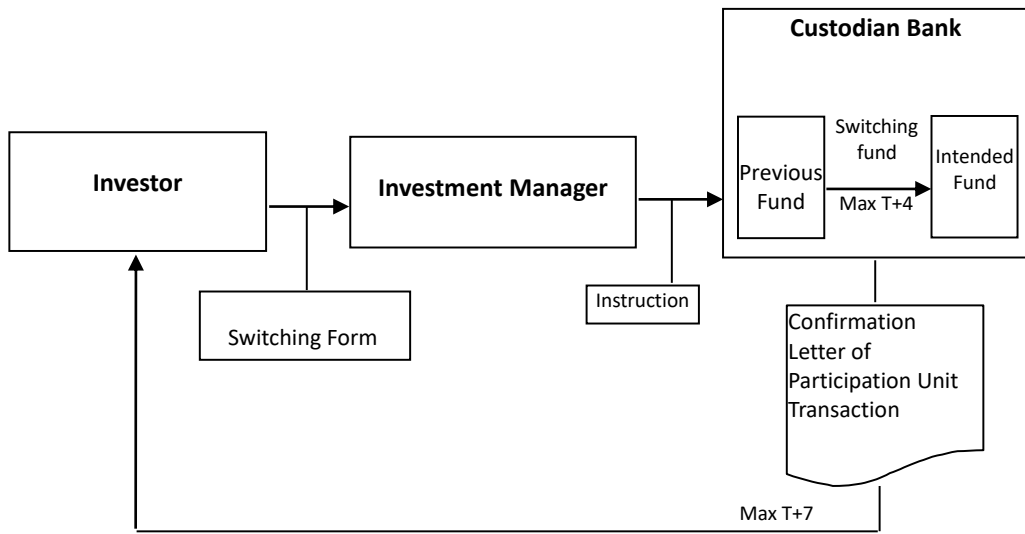 Custodian Bank
Switching
fund
Investor
Investment Manager
Previous
Fund
Max T+4
Intended
Fund
Switching Form
Instruction
Confirmation
Letter of
Participation Unit
Transaction
Max T+7